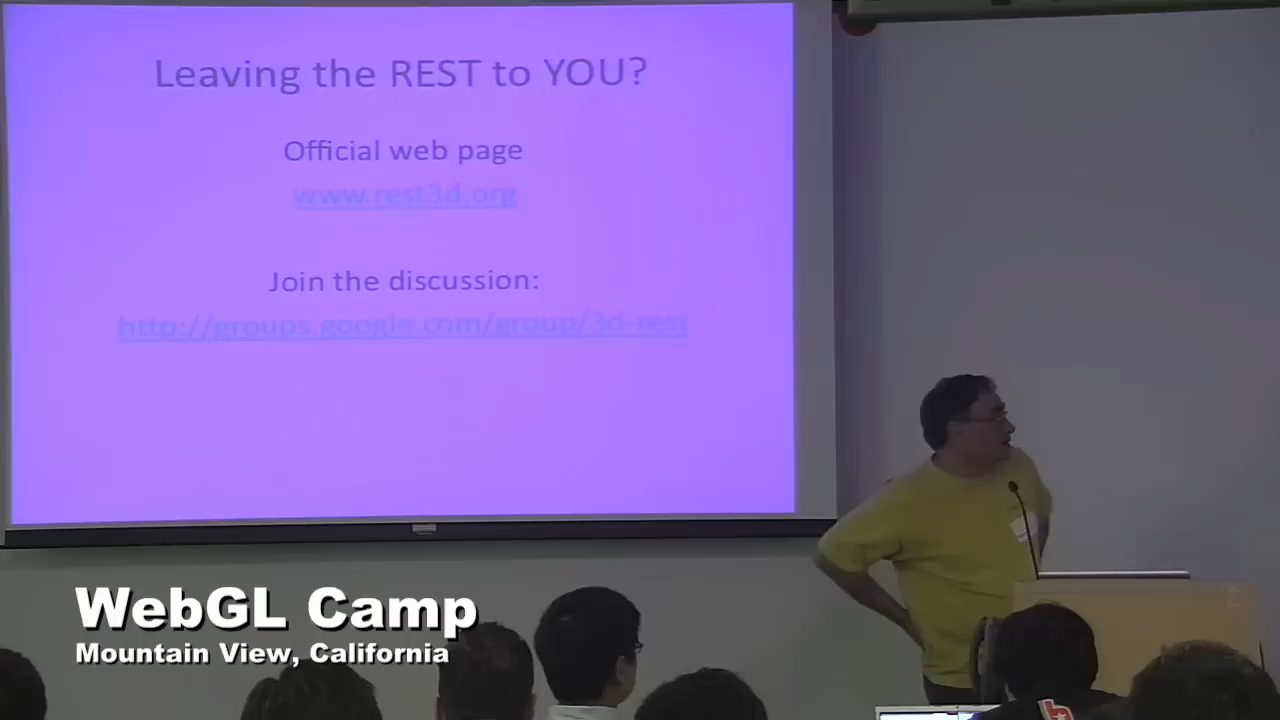 Leaving the REST to YOU?
Official web page
www.rest3d.org
Join the discussion:
http://groups.google.com/group/3d-rest
WebGL Camp
Mountain View, California